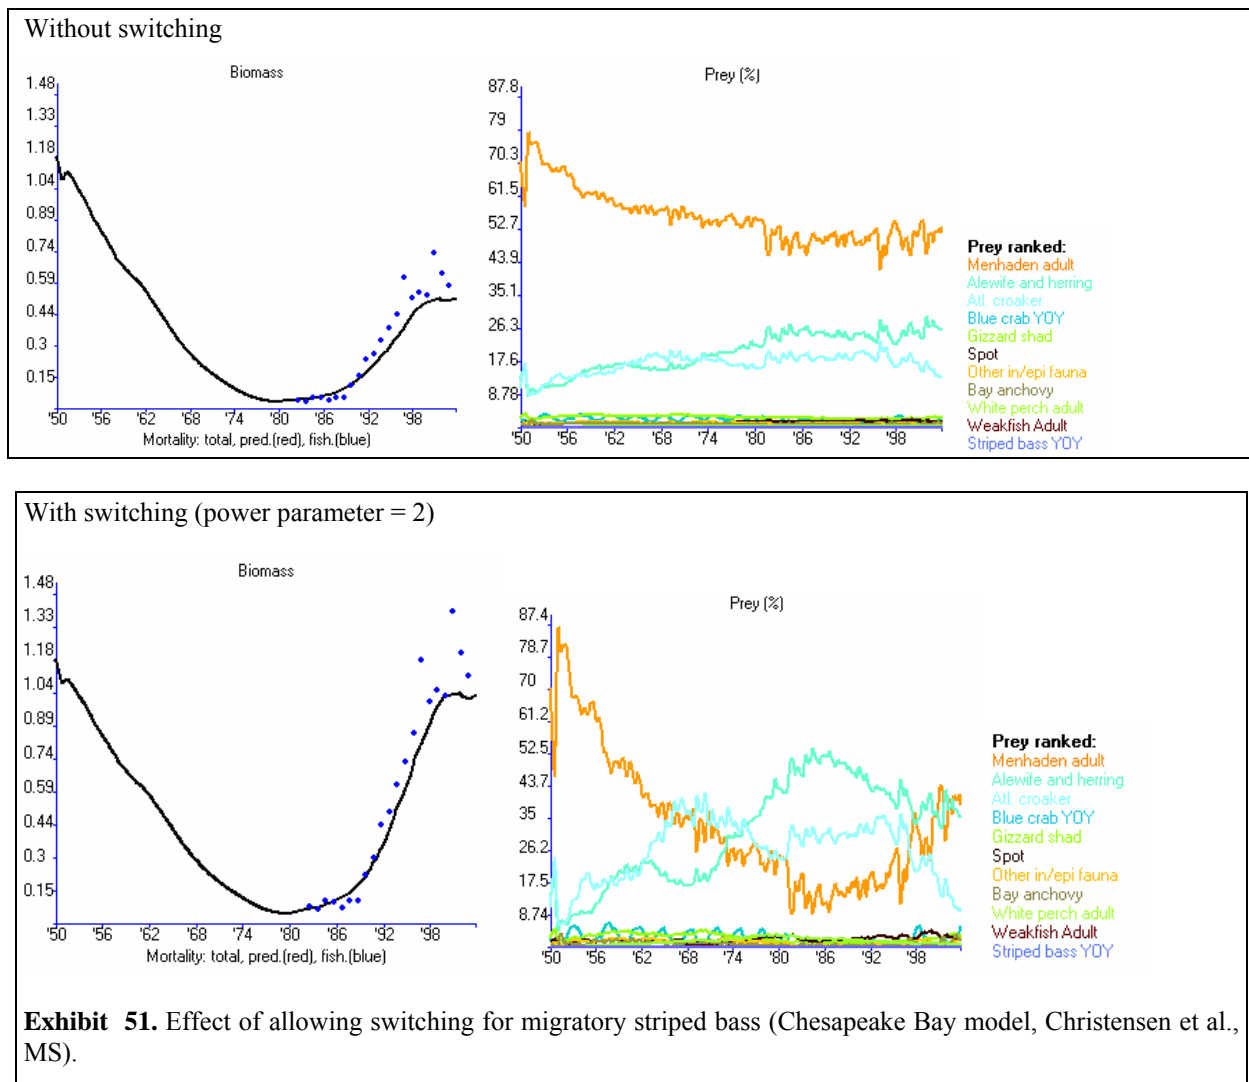 Without switching
Biomass
1.48
1.33
1.18
1.04
0.89
0.74
0.59
0.44
0.3
0.15
'50 '56 '62 '68 '74 '80 '86 '92 '98
Mortality: total, pred.(red), fish.(blue)
Prey (%)
87.8
79
70.3
61.5
52.7
43.9
35.1
26.3
17.6
8.78
'50 '56 '62 '68 '74 '80 '86 '92 '98
Prey ranked:
Menhaden adult
Alewife and herring
Atl. croaker
Blue crab YOY
Gizzard shad
Spot
Other in/epi fauna
Bay anchovy
White perch adult
Weakfish Adult
Striped bass YOY
With switching (power parameter = 2)
Biomass
1.48
1.33
1.18
1.04
0.89
0.74
0.59
0.44
0.3
0.15
'50 '56 '62 '68 '74 '80 '86 '92 '98
Mortality: total, pred.(red), fish.(blue)
Prey (%)
87.4
78.7
70
61.2
52.5
43.7
35
26.2
17.5
8.74
'50 '56 '62 '68 '74 '80 '86 '92 '98
Prey ranked:
Menhaden adult
Alewife and herring
Atl. croaker
Blue crab YOY
Gizzard shad
Spot
Other in/epi fauna
Bay anchovy
White perch adult
Weakfish Adult
Striped bass YOY
Exhibit 51. Effect of allowing switching for migratory striped bass (Chesapeake Bay model, Christensen et al.,
MS).